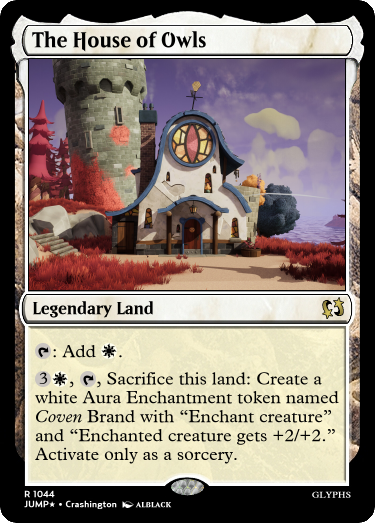 The House of Owls
Legendary Land
: Add .
3, , Sacrifice this land: Create a
white Aura Enchantment token named
Coven Brand with “Enchant creature”
and “Enchanted creature gets +2/+2.”
Activate only as a sorcery.
R 1044
GLYPHS
JUMP★ • Crashington ALBLACK